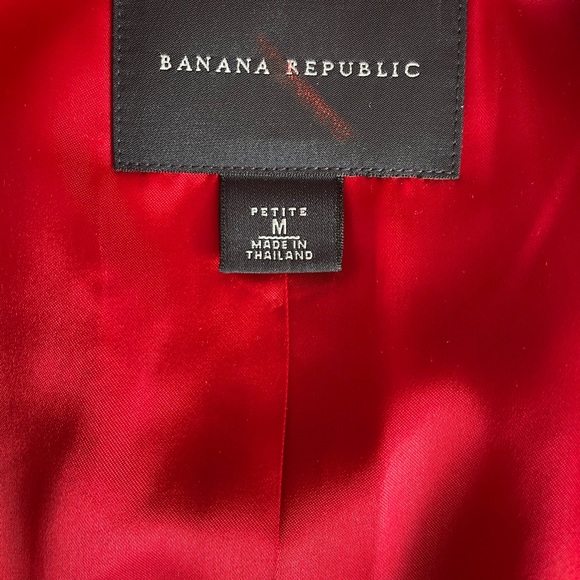 BANANA REPUBLIC
PETITE
M
MADE IN
THAILAND